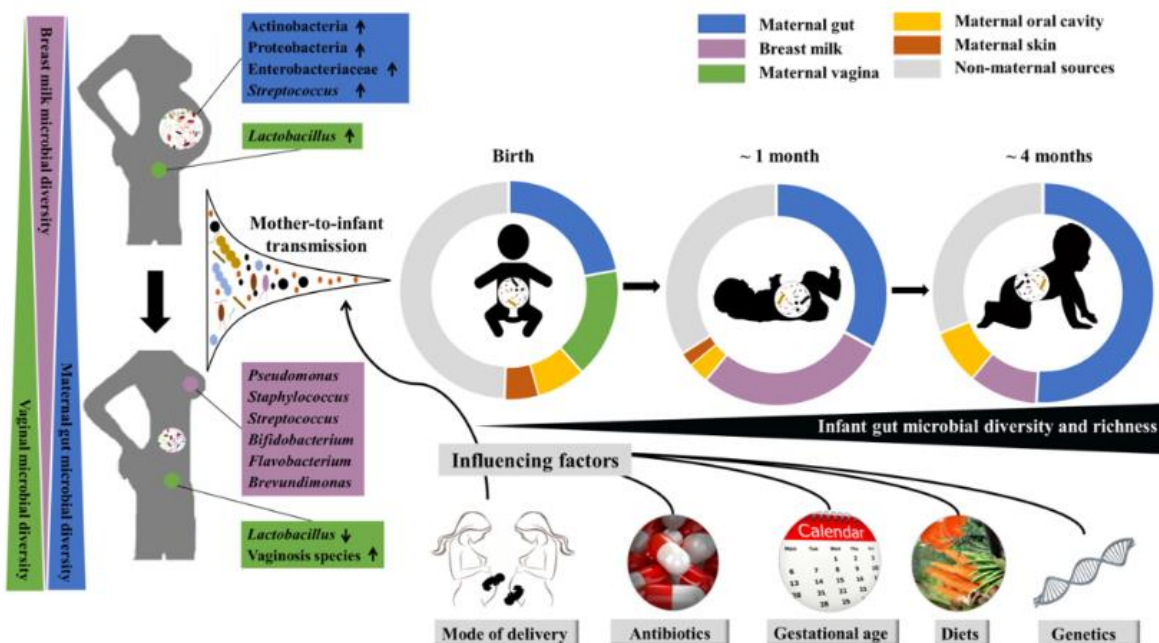 Breast milk microbial diversity
Vaginal microbial diversity
Maternal gut microbial diversity
Actinobacteria ↑
Proteobacteria ↑
Enterobacteriaceae ↑
Streptococcus ↑
Lactobacillus ↑
Mother-to-infant
transmission
Pseudomonas
Staphylococcus
Streptococcus
Bifidobacterium
Flavobacterium
Brevundimonas
Lactobacillus ↓
Vaginosis species ↑
Maternal gut
Breast milk
Maternal vagina
Maternal oral cavity
Maternal skin
Non-maternal sources
Birth
~ 1 month
~ 4 months
Infant gut microbial diversity and richness
Influencing factors
Calendar
Mode of delivery
Antibiotics
Gestational age
Diets
Genetics